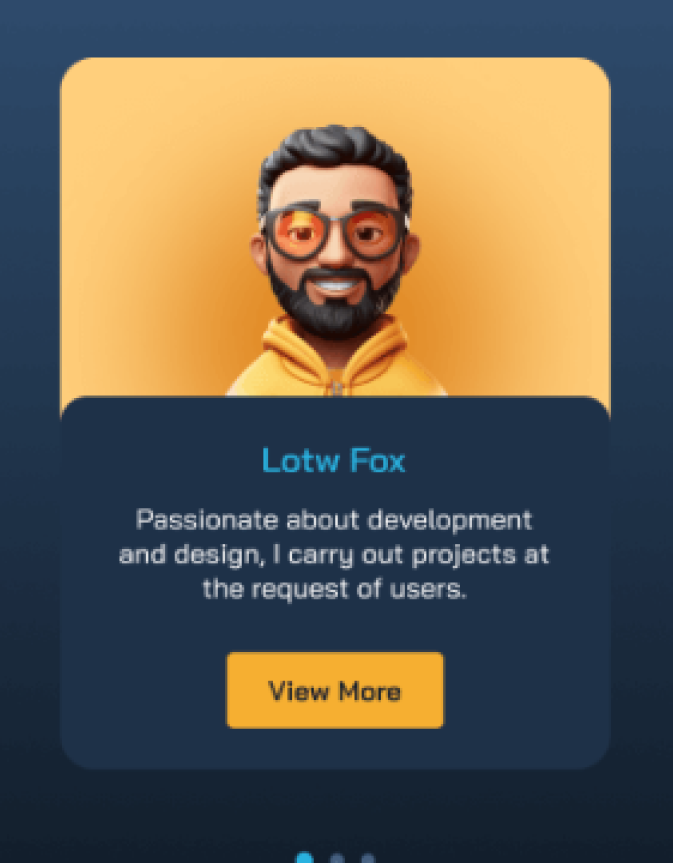 Lotw Fox
Passionate about development
and design, I carry out projects at
the request of users.
View More